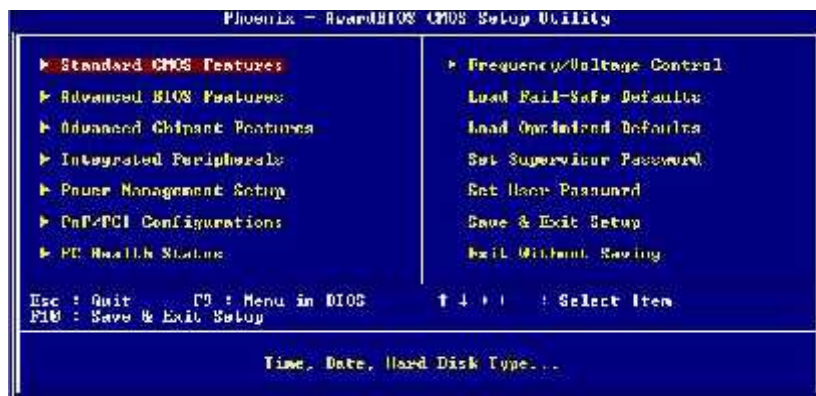 Phoenix - AwardBIOS CMOS Setup Utility
Standard CMOS Features
Advanced BIOS Features
Advanced Chipset Features
Integrated Peripherals
Power Management Setup
PnP/PCI Configurations
PC Health Status
Frequency/Voltage Control
Load Fail-Safe Defaults
Load Optimized Defaults
Set Supervisor Password
Set User Password
Save & Exit Setup
Exit Without Saving
Esc : Quit F9 : Menu in BIOS ↑ ↓ → ← : Select Item
F10 : Save & Exit Setup
Time, Date, Hard Disk Type...